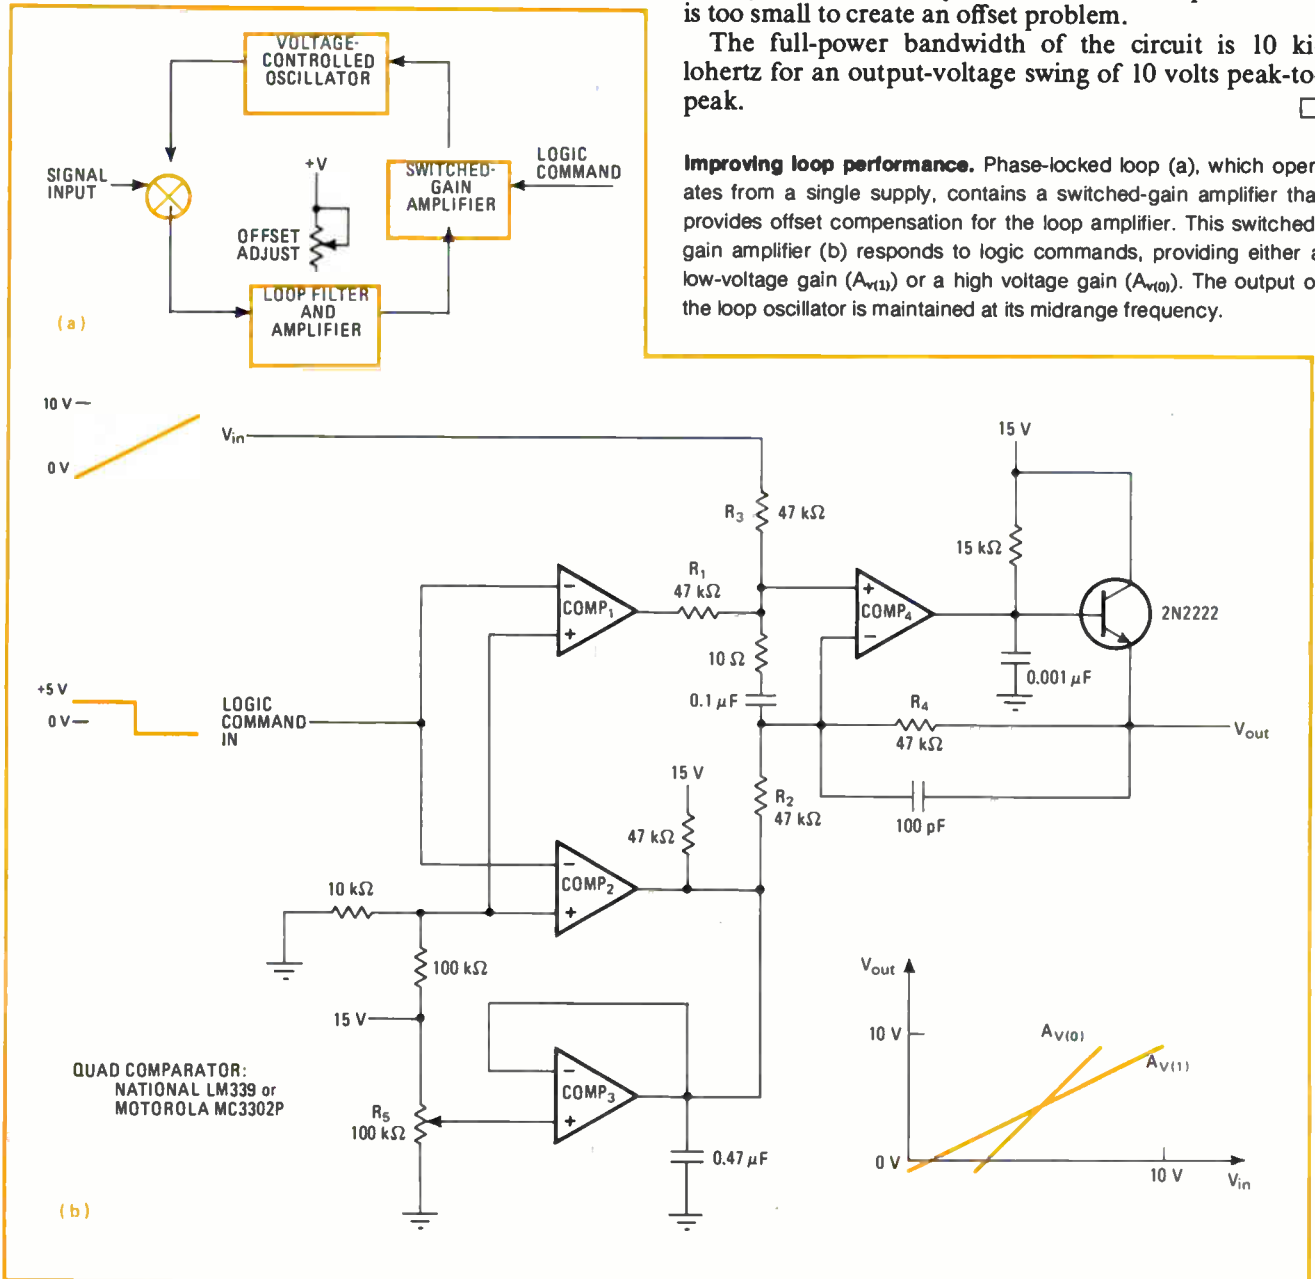 is too small to create an offset problem.
The full-power bandwidth of the circuit is 10 ki
lohertz for an output-voltage swing of 10 volts peak-to
peak. □
Improving loop performance. Phase-locked loop (a), which oper
ates from a single supply, contains a switched-gain amplifier tha
provides offset compensation for the loop amplifier. This switched
gain amplifier (b) responds to logic commands, providing either a
low-voltage gain (Av(1)) or a high voltage gain (Av(0)). The output o
the loop oscillator is maintained at its midrange frequency.
VOLTAGE-
CONTROLLED
OSCILLATOR
SIGNAL
INPUT
+V
OFFSET
ADJUST
SWITCHED-
GAIN
AMPLIFIER
LOGIC
COMMAND
LOOP FILTER
AND
AMPLIFIER
(a)
10 V
0 V
Vin
R3 47 kΩ
15 V
15 kΩ
R1
47 kΩ
COMP1
+
−
COMP4
+
−
2N2222
10 Ω
0.1 µF
0.001 µF
+5 V
0 V
LOGIC
COMMAND
IN
R4
47 kΩ
Vout
100 pF
15 V
47 kΩ
R2
47 kΩ
COMP2
−
+
10 kΩ
100 kΩ
15 V
QUAD COMPARATOR:
NATIONAL LM339 or
MOTOROLA MC3302P
R5
100 kΩ
COMP3
−
+
0.47 µF
Vout
10 V
AV(0)
AV(1)
0 V
10 V
Vin
(b)